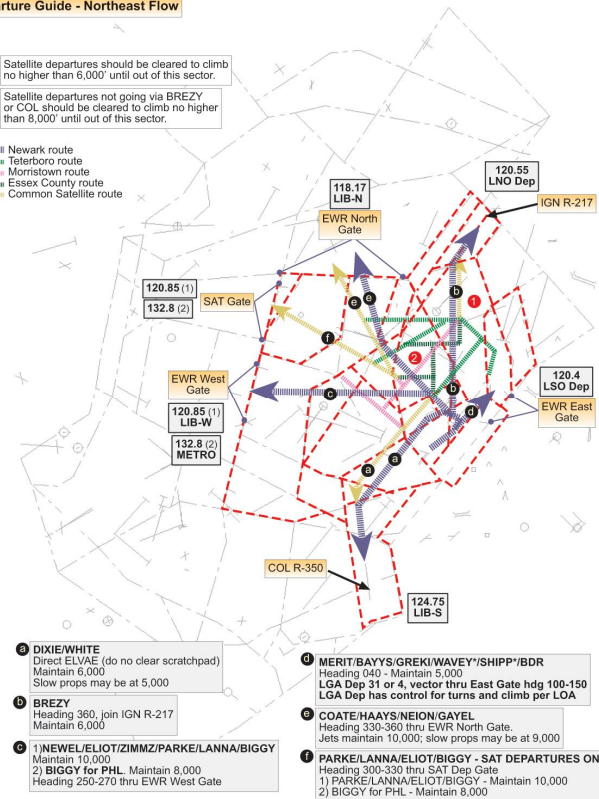 rture Guide - Northeast Flow
Satellite departures should be cleared to climb
no higher than 6,000' until out of this sector.
Satellite departures not going via BREZY
or COL should be cleared to climb no higher
than 8,000' until out of this sector.
Newark route
Teterboro route
Morristown route
Essex County route
Common Satellite route
118.17
LIB-N
EWR North
Gate
120.55
LNO Dep
IGN R-217
120.85 (1)
132.8 (2)
SAT Gate
EWR West
Gate
120.85 (1)
LIB-W
132.8 (2)
METRO
120.4
LSO Dep
EWR East
Gate
e
e
f
c
b
1
2
b
d
a
a
COL R-350
124.75
LIB-S
a DIXIE/WHITE
Direct ELVAE (do no clear scratchpad)
Maintain 6,000
Slow props may be at 5,000
b BREZY
Heading 360, join IGN R-217
Maintain 6,000
c 1)NEWEL/ELIOT/ZIMMZ/PARKE/LANNA/BIGGY
Maintain 10,000
2) BIGGY for PHL. Maintain 8,000
Heading 250-270 thru EWR West Gate
d MERIT/BAYYS/GREKI/WAVEY*/SHIPP*/BDR
Heading 040 - Maintain 5,000
LGA Dep 31 or 4, vector thru East Gate hdg 100-150
LGA Dep has control for turns and climb per LOA
e COATE/HAAYS/NEION/GAYEL
Heading 330-360 thru EWR North Gate.
Jets maintain 10,000; slow props may be at 9,000
f PARKE/LANNA/ELIOT/BIGGY - SAT DEPARTURES ON
Heading 300-330 thru SAT Dep Gate
1) PARKE/LANNA/ELIOT/BIGGY - Maintain 10,000
2) BIGGY for PHL - Maintain 8,000